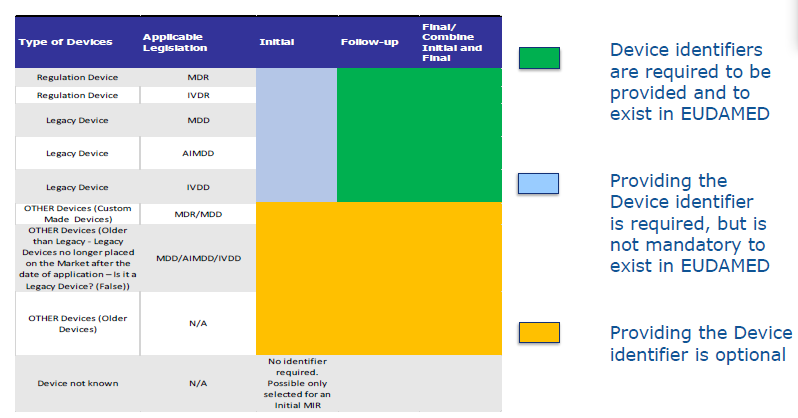 Type of Devices
Applicable
Legislation
Initial
Follow-up
Final/
Combine
Initial and
Final
Regulation Device
MDR
Regulation Device
IVDR
Legacy Device
MDD
Legacy Device
AIMDD
Legacy Device
IVDD
OTHER Devices (Custom
Made Devices)
MDR/MDD
OTHER Devices (Older
than Legacy - Legacy
Devices no longer placed
on the Market after the
date of application – Is it a
Legacy Device? (False))
MDD/AIMDD/IVDD
OTHER Devices (Older
Devices)
N/A
Device not known
N/A
No identifier
required.
Possible only
selected for an
Initial MIR
Device identifiers
are required to be
provided and to
exist in EUDAMED
Providing the
Device identifier
is required, but is
not mandatory to
exist in EUDAMED
Providing the Device
identifier is optional